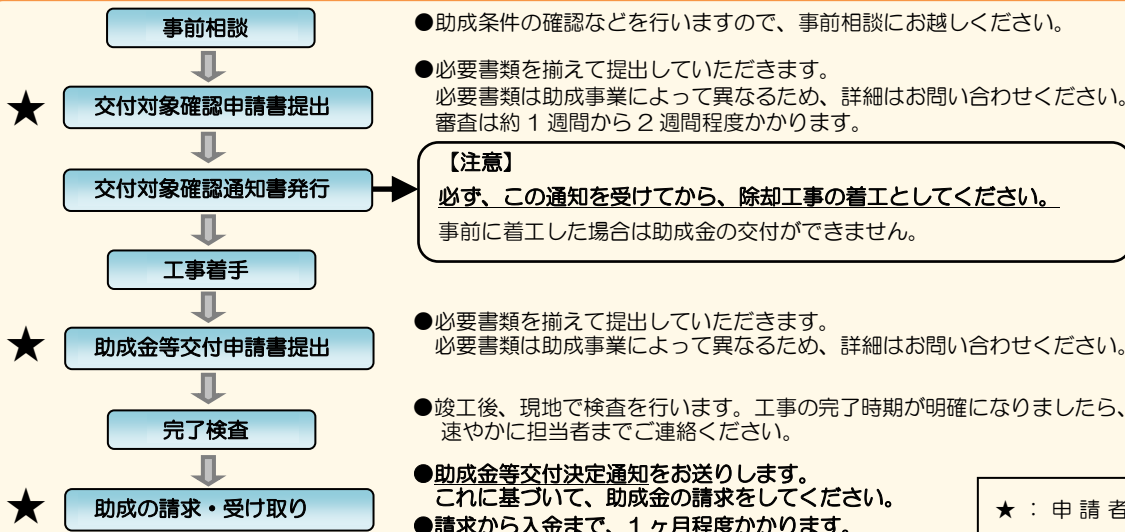 事前相談
●助成条件の確認などを行いますので、事前相談にお越しください。
★ 交付対象確認申請書提出
●必要書類を揃えて提出していただきます。
必要書類は助成事業によって異なるため、詳細はお問い合わせください。
審査は約1週間から2週間程度かかります。
交付対象確認通知書発行
【注意】
必ず、この通知を受けてから、除却工事の着工としてください。
事前に着工した場合は助成金の交付ができません。
工事着手
★ 助成金等交付申請書提出
●必要書類を揃えて提出していただきます。
必要書類は助成事業によって異なるため、詳細はお問い合わせください。
完了検査
●竣工後、現地で検査を行います。工事の完了時期が明確になりましたら、
速やかに担当者までご連絡ください。
★ 助成の請求・受け取り
●助成金等交付決定通知をお送りします。
これに基づいて、助成金の請求をしてください。
●請求から入金まで、1ヶ月程度かかります。
★：申請者